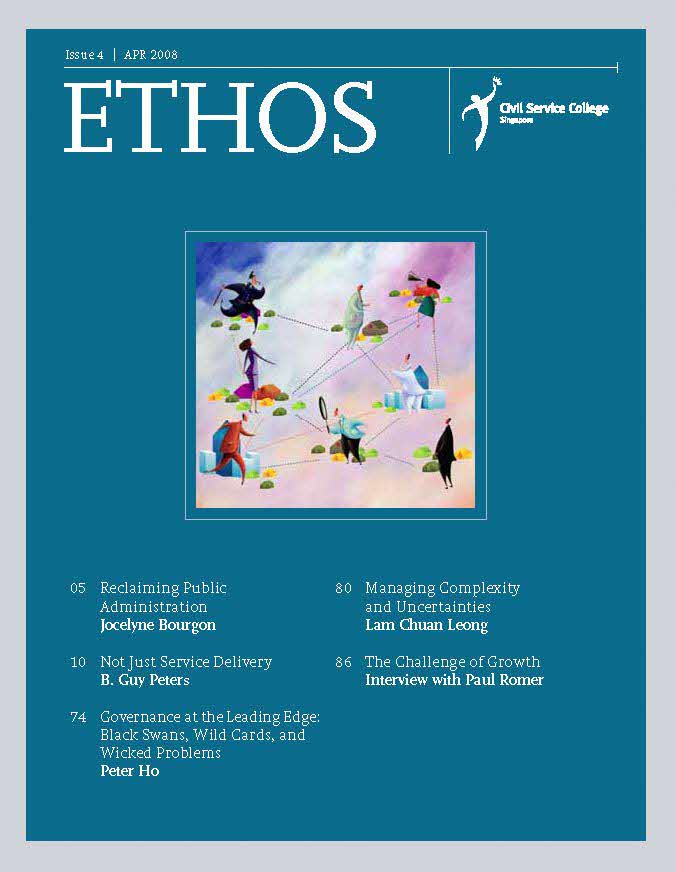 Issue 4 | APR 2008
ETHOS
Civil Service College
Singapore
05 Reclaiming Public
Administration
Jocelyne Bourgon
10 Not Just Service Delivery
B. Guy Peters
74 Governance at the Leading Edge:
Black Swans, Wild Cards, and
Wicked Problems
Peter Ho
80 Managing Complexity
and Uncertainties
Lam Chuan Leong
86 The Challenge of Growth
Interview with Paul Romer